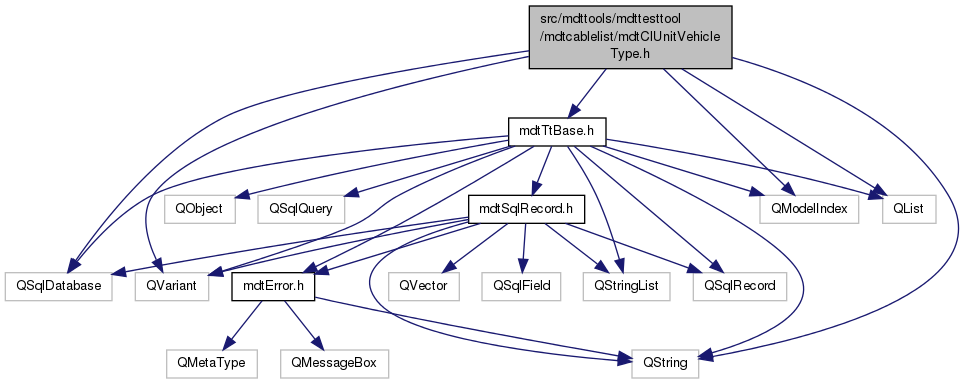 src/mdttools/mdttesttool
/mdtcablelist/mdtClUnitVehicle
Type.h
mdtTtBase.h
QObject
QSqlQuery
mdtSqlRecord.h
QModelIndex
QList
QSqlDatabase
QVariant
mdtError.h
QVector
QSqlField
QStringList
QSqlRecord
QMetaType
QMessageBox
QString